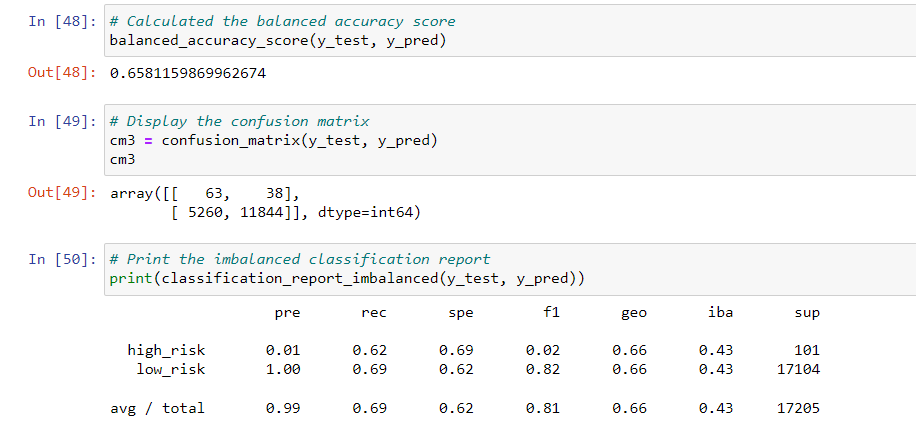 In [48]: # Calculated the balanced accuracy score
balanced_accuracy_score(y_test, y_pred)
Out[48]: 0.6581159869962674
In [49]: # Display the confusion matrix
cm3 = confusion_matrix(y_test, y_pred)
cm3
Out[49]: array([[   63,    38],
       [ 5260, 11844]], dtype=int64)
In [50]: # Print the imbalanced classification report
print(classification_report_imbalanced(y_test, y_pred))
pre rec spe f1 geo iba sup
high_risk 0.01 0.62 0.69 0.02 0.66 0.43 101
low_risk 1.00 0.69 0.62 0.82 0.66 0.43 17104
avg / total 0.99 0.69 0.62 0.81 0.66 0.43 17205